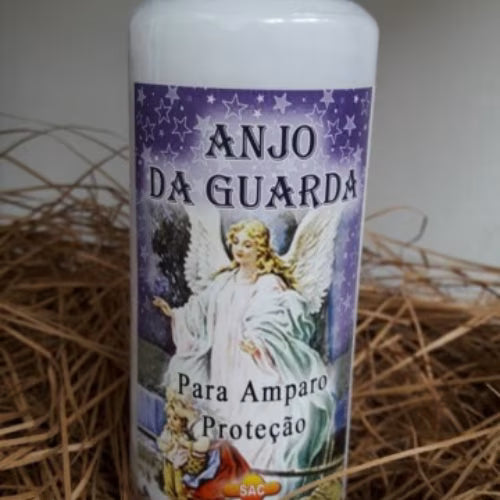 ANJO
DA GUARDA
Para Amparo
Proteção
SAC